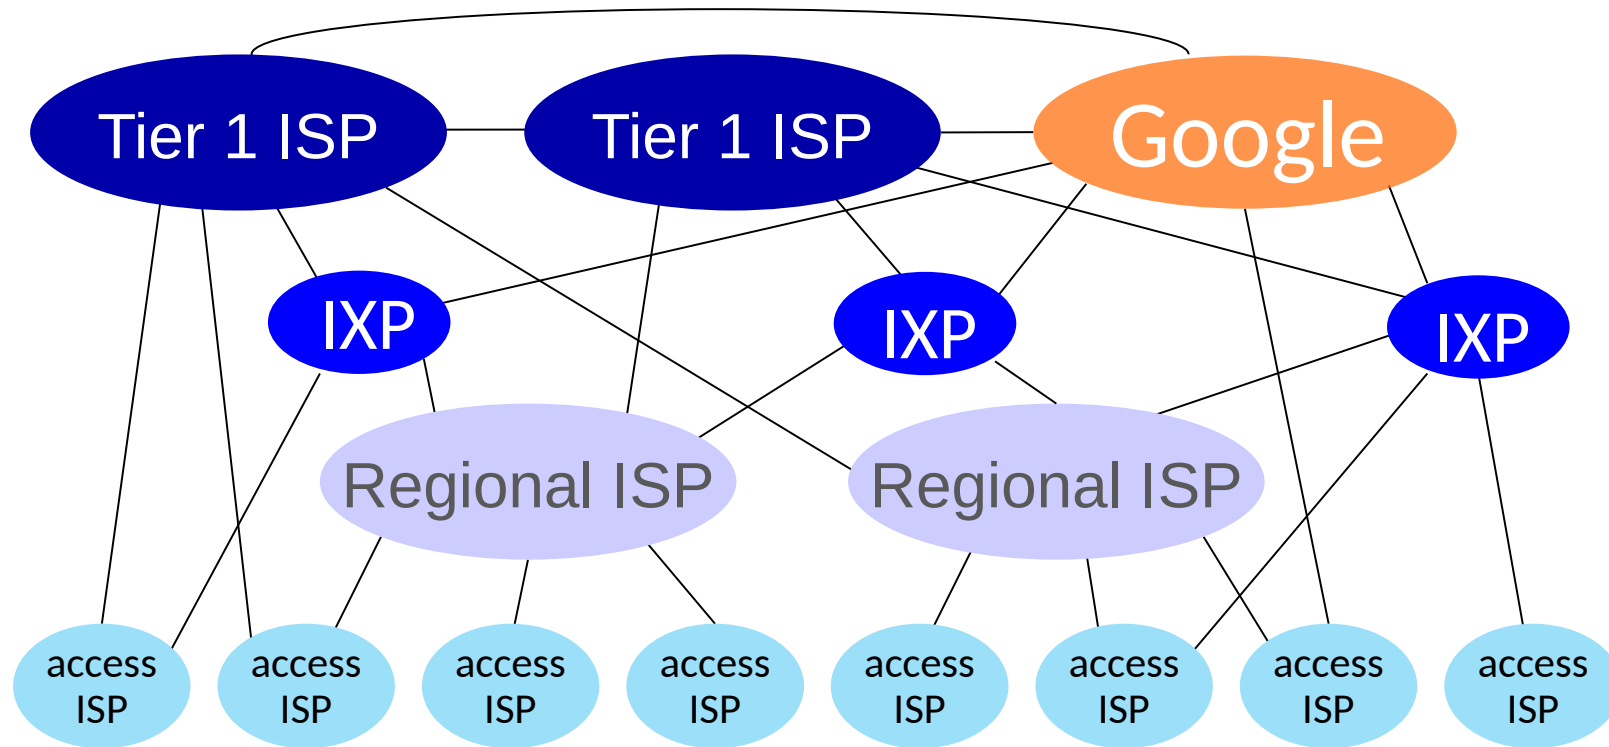 Tier 1 ISP
Tier 1 ISP
Google
IXP
IXP
IXP
Regional ISP
Regional ISP
access
ISP
access
ISP
access
ISP
access
ISP
access
ISP
access
ISP
access
ISP
access
ISP